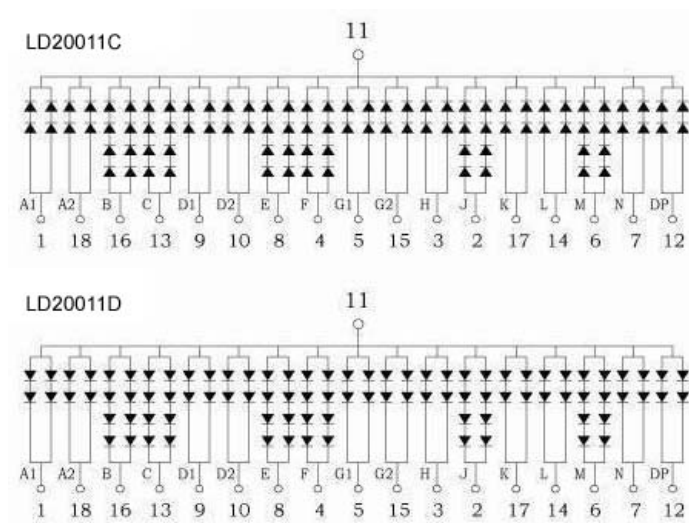 LD20011C
11
A1 A2 B C D1 D2 E F G1 G2 H J K L M N DP
1 18 16 13 9 10 8 4 5 15 3 2 17 14 6 7 12
LD20011D
11
A1 A2 B C D1 D2 E F G1 G2 H J K L M N DP
1 18 16 13 9 10 8 4 5 15 3 2 17 14 6 7 12